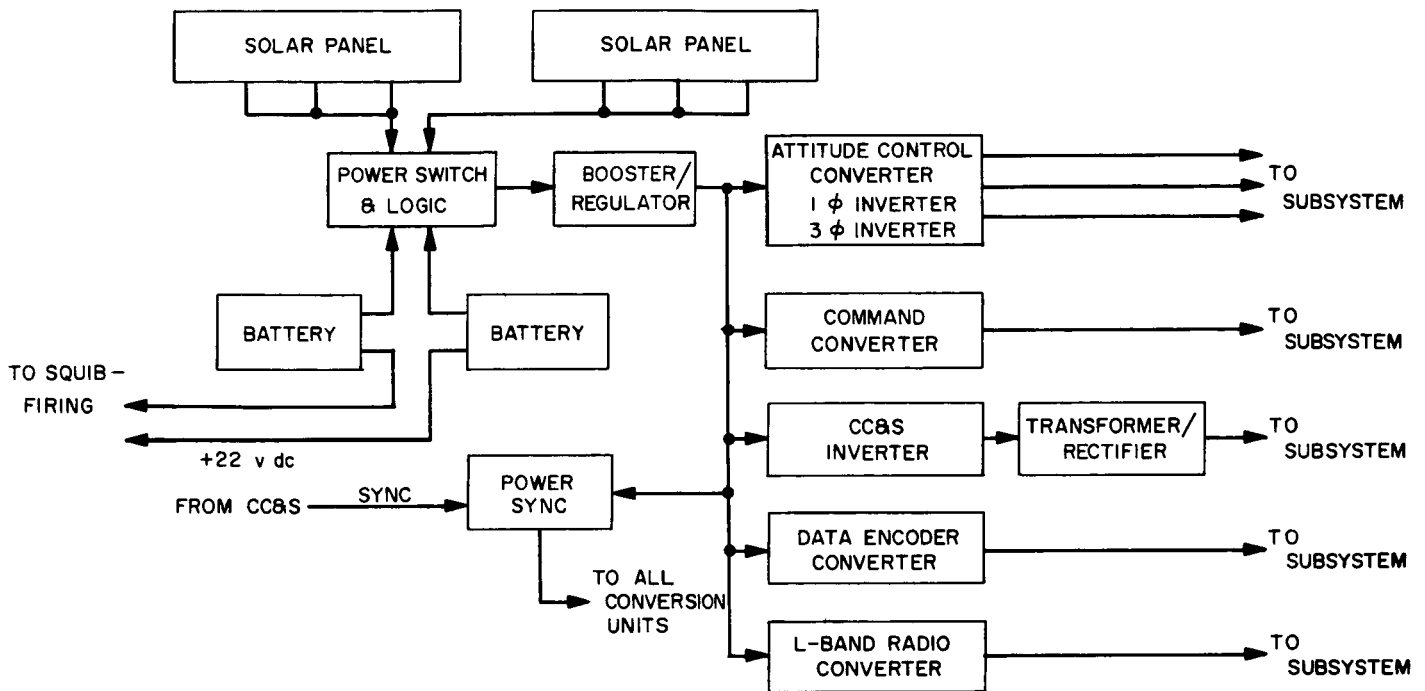 SOLAR PANEL
SOLAR PANEL
POWER SWITCH
& LOGIC
BOOSTER/
REGULATOR
ATTITUDE CONTROL
CONVERTER
1 ϕ INVERTER
3 ϕ INVERTER
TO
SUBSYSTEM
BATTERY
BATTERY
COMMAND
CONVERTER
TO
SUBSYSTEM
TO SQUIB-
FIRING
+22 v dc
CC&S
INVERTER
TRANSFORMER/
RECTIFIER
TO
SUBSYSTEM
FROM CC&S
SYNC
POWER
SYNC
TO ALL
CONVERSION
UNITS
DATA ENCODER
CONVERTER
TO
SUBSYSTEM
L-BAND RADIO
CONVERTER
TO
SUBSYSTEM